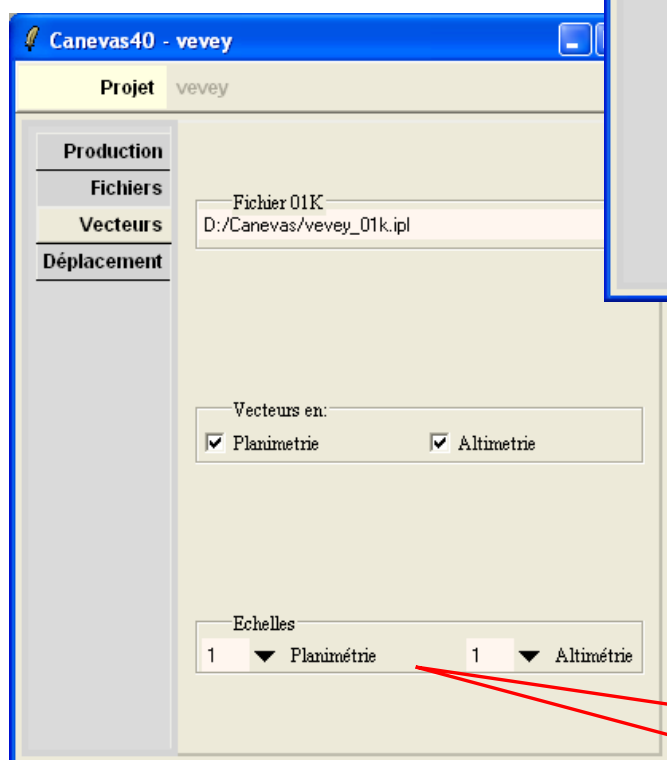 Canevas40 - vevey
Projet vevey
Production
Fichiers
Vecteurs
Déplacement
Fichier 01K
D:/Canevas/vevey_01k.ipl
Vecteurs en:
Planimetrie Altimetrie
Echelles
1 Planimétrie 1 Altimétrie